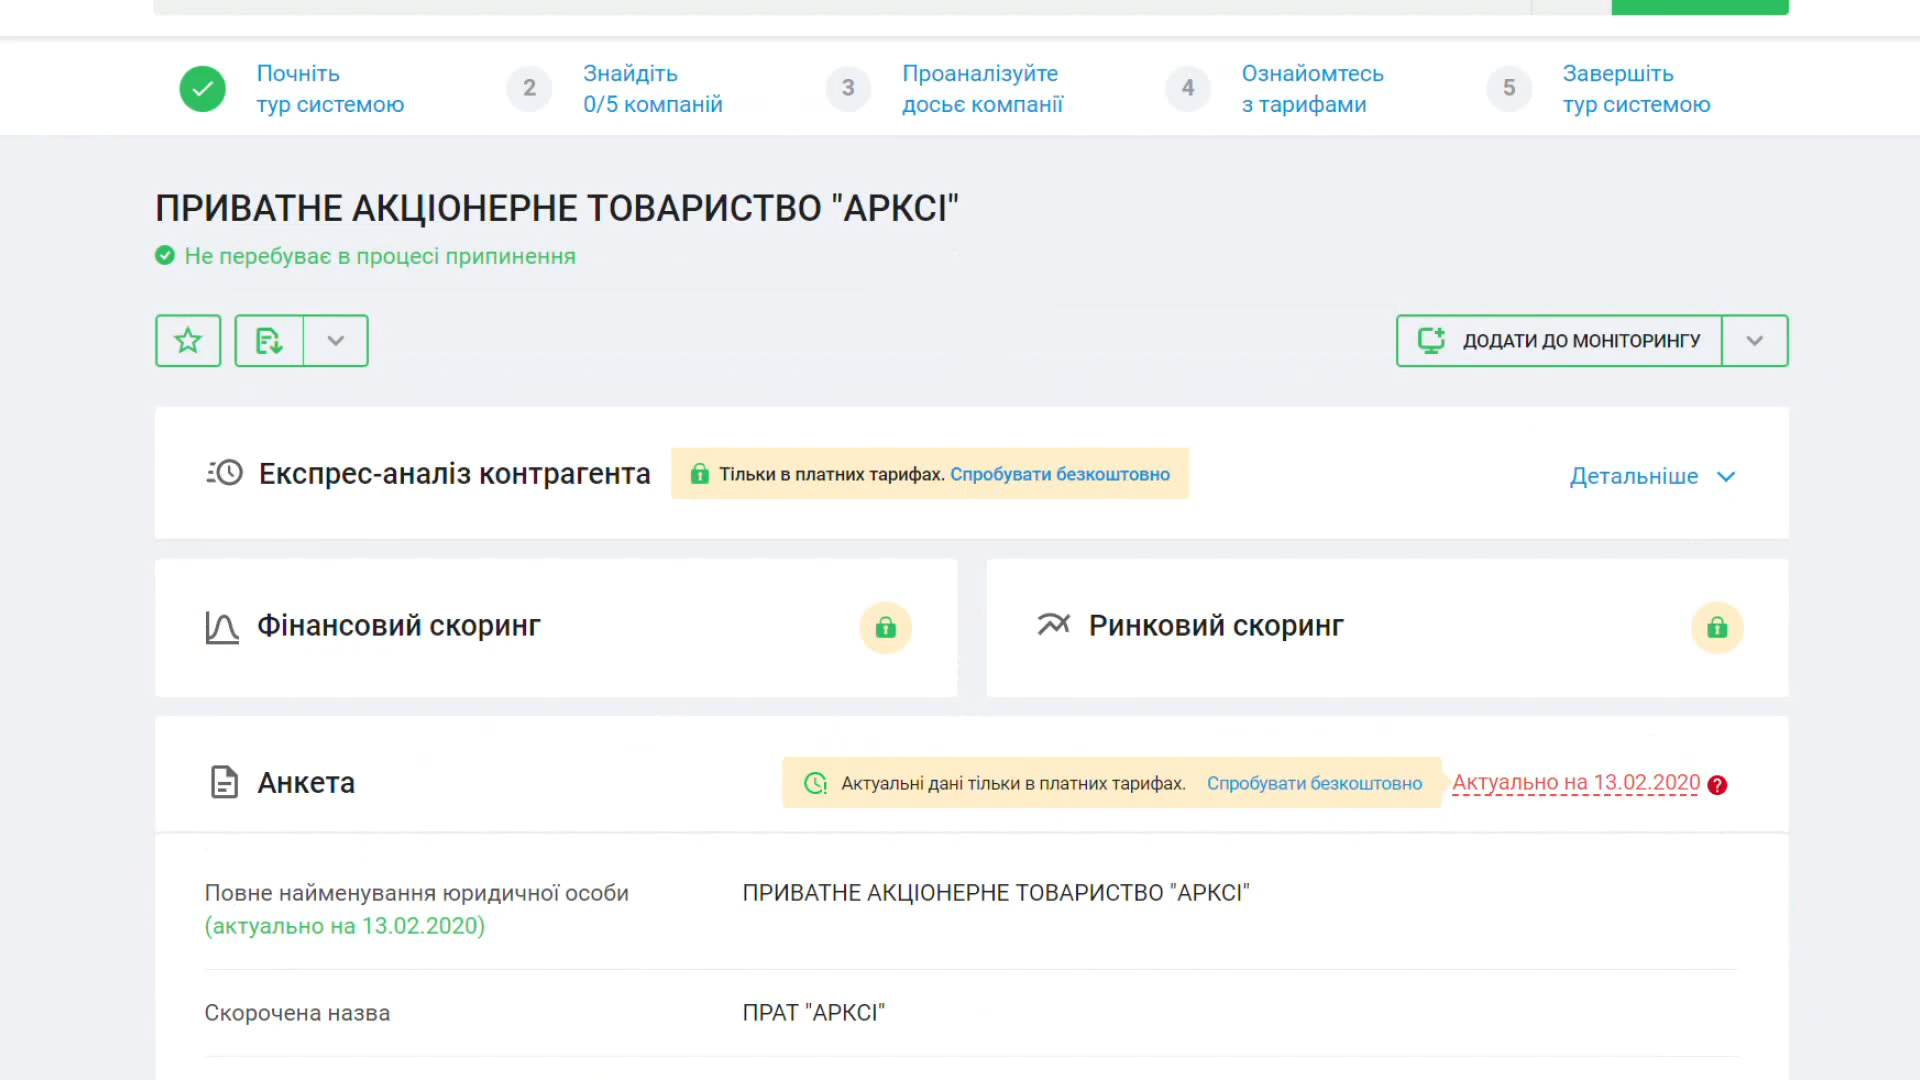 Почніть
тур системою
2
Знайдіть
0/5 компаній
3
Проаналізуйте
досьє компанії
4
Ознайомтесь
з тарифами
5
Завершіть
тур системою
ПРИВАТНЕ АКЦІОНЕРНЕ ТОВАРИСТВО "АРКСІ"
Не перебуває в процесі припинення
ДОДАТИ ДО МОНІТОРИНГУ
Експрес-аналіз контрагента
Тільки в платних тарифах. Спробувати безкоштовно
Детальніше
Фінансовий скоринг
Ринковий скоринг
Анкета
Актуальні дані тільки в платних тарифах. Спробувати безкоштовно
Актуально на 13.02.2020 ?
Повне найменування юридичної особи
(актуально на 13.02.2020)
ПРИВАТНЕ АКЦІОНЕРНЕ ТОВАРИСТВО "АРКСІ"
Скорочена назва
ПРАТ "АРКСІ"